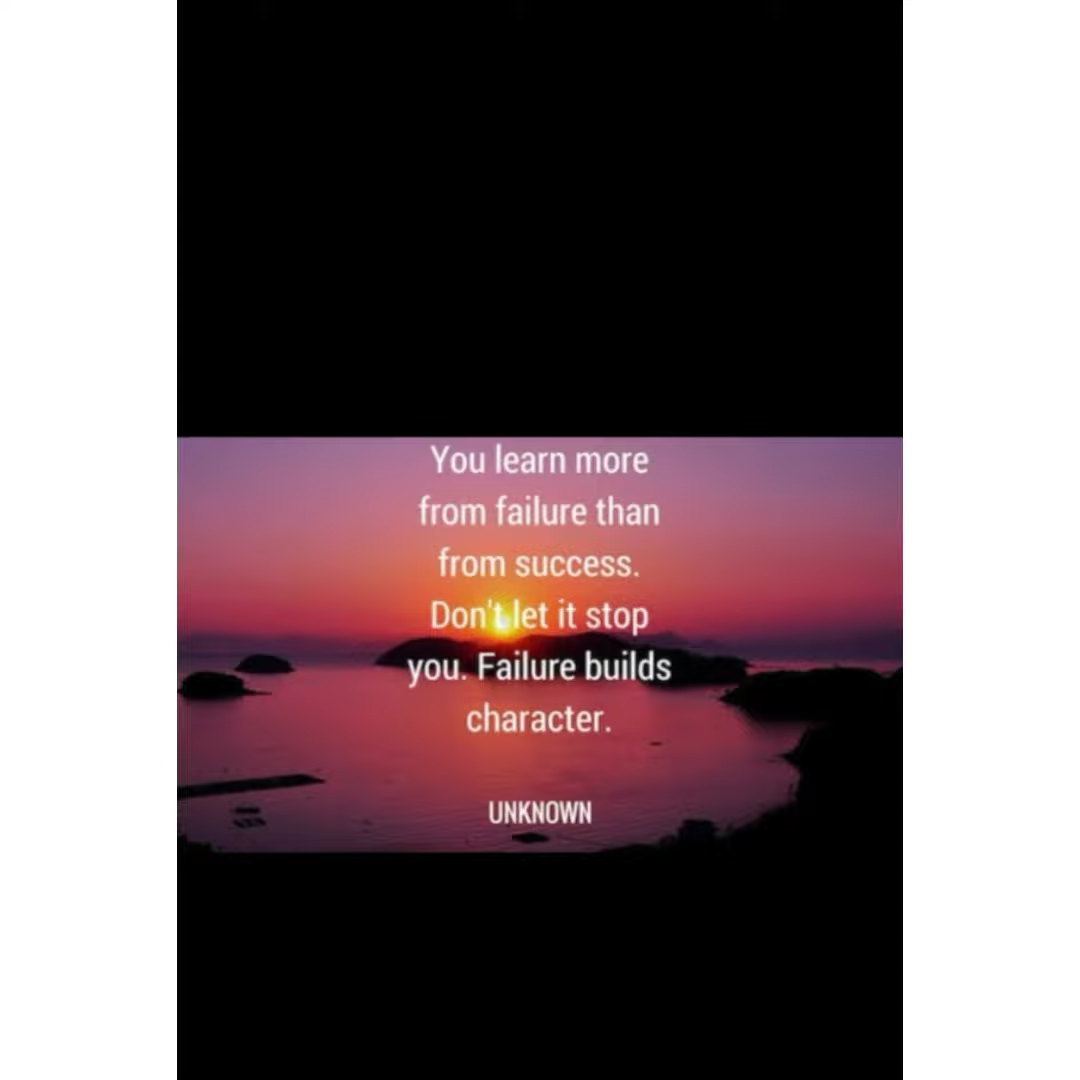 You learn more
from failure than
from success.
Don't let it stop
you. Failure builds
character.
UNKNOWN